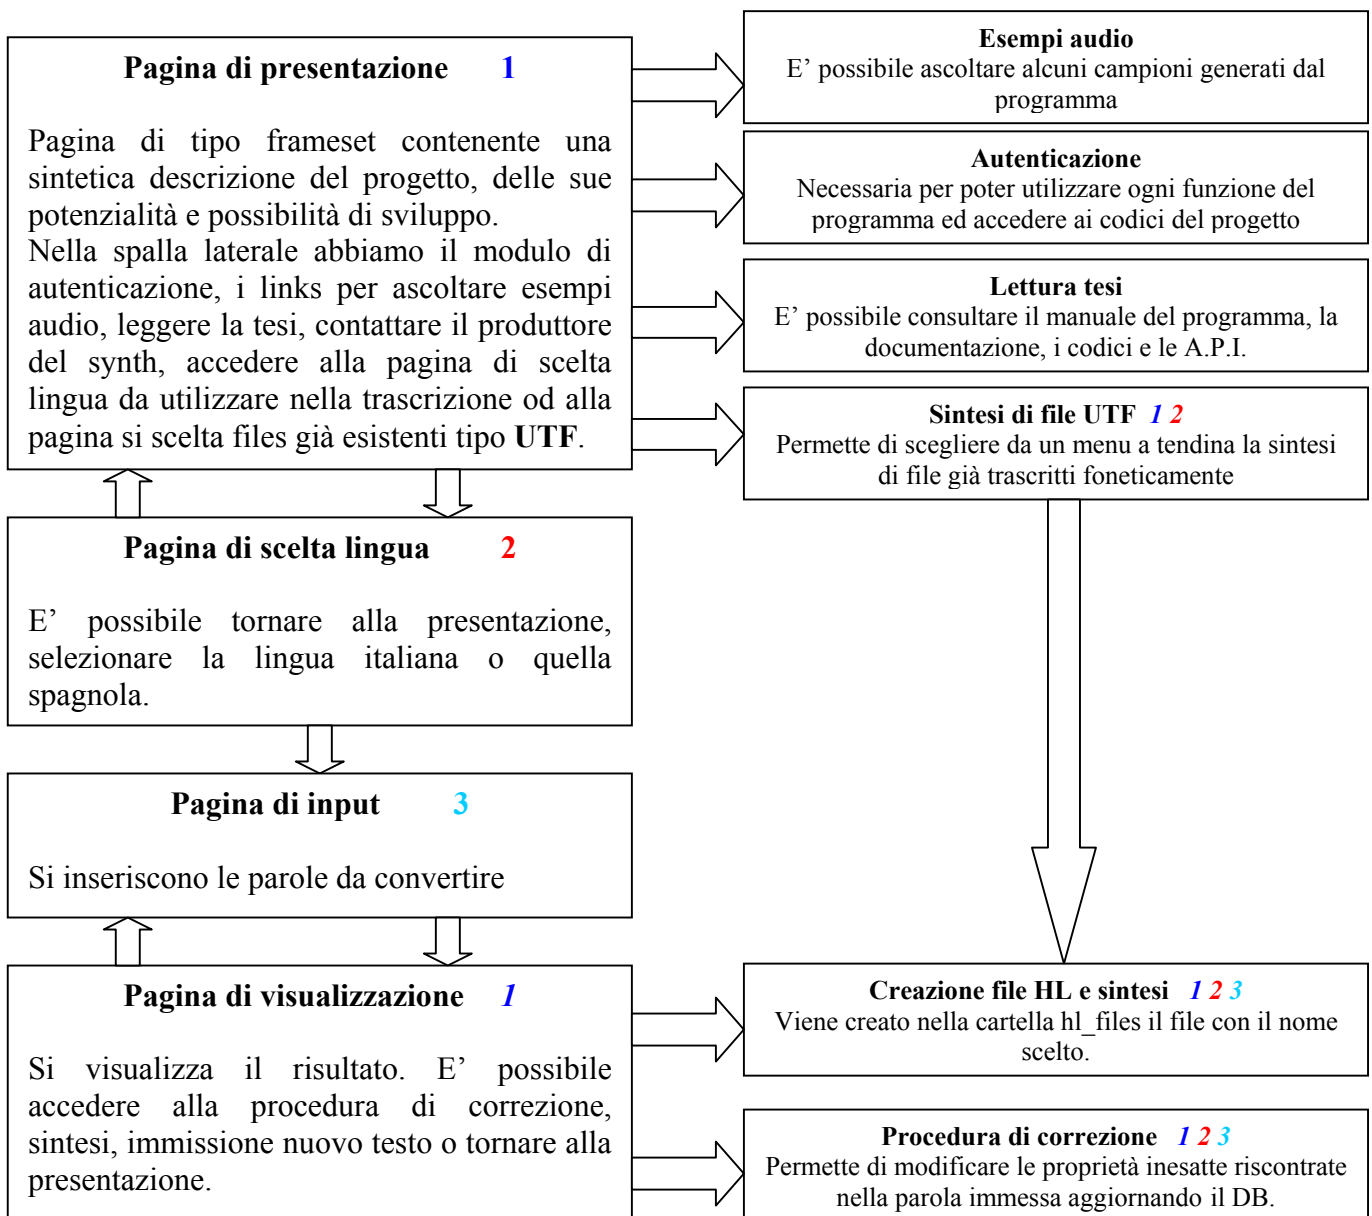 Pagina di presentazione 1
Pagina di tipo frameset contenente una
sintetica descrizione del progetto, delle sue
potenzialità e possibilità di sviluppo.
Nella spalla laterale abbiamo il modulo di
autenticazione, i links per ascoltare esempi
audio, leggere la tesi, contattare il produttore
del synth, accedere alla pagina di scelta
lingua da utilizzare nella trascrizione od alla
pagina si scelta files già esistenti tipo UTF.
Esempi audio
E’ possibile ascoltare alcuni campioni generati dal
programma
Autenticazione
Necessaria per poter utilizzare ogni funzione del
programma ed accedere ai codici del progetto
Lettura tesi
E’ possibile consultare il manuale del programma, la
documentazione, i codici e le A.P.I.
Sintesi di file UTF 1 2
Permette di scegliere da un menu a tendina la sintesi
di file già trascritti foneticamente
Pagina di scelta lingua 2
E’ possibile tornare alla presentazione,
selezionare la lingua italiana o quella
spagnola.
Pagina di input 3
Si inseriscono le parole da convertire
Pagina di visualizzazione 1
Si visualizza il risultato. E’ possibile
accedere alla procedura di correzione,
sintesi, immissione nuovo testo o tornare alla
presentazione.
Creazione file HL e sintesi 1 2 3
Viene creato nella cartella hl_files il file con il nome
scelto.
Procedura di correzione 1 2 3
Permette di modificare le proprietà inesatte riscontrate
nella parola immessa aggiornando il DB.